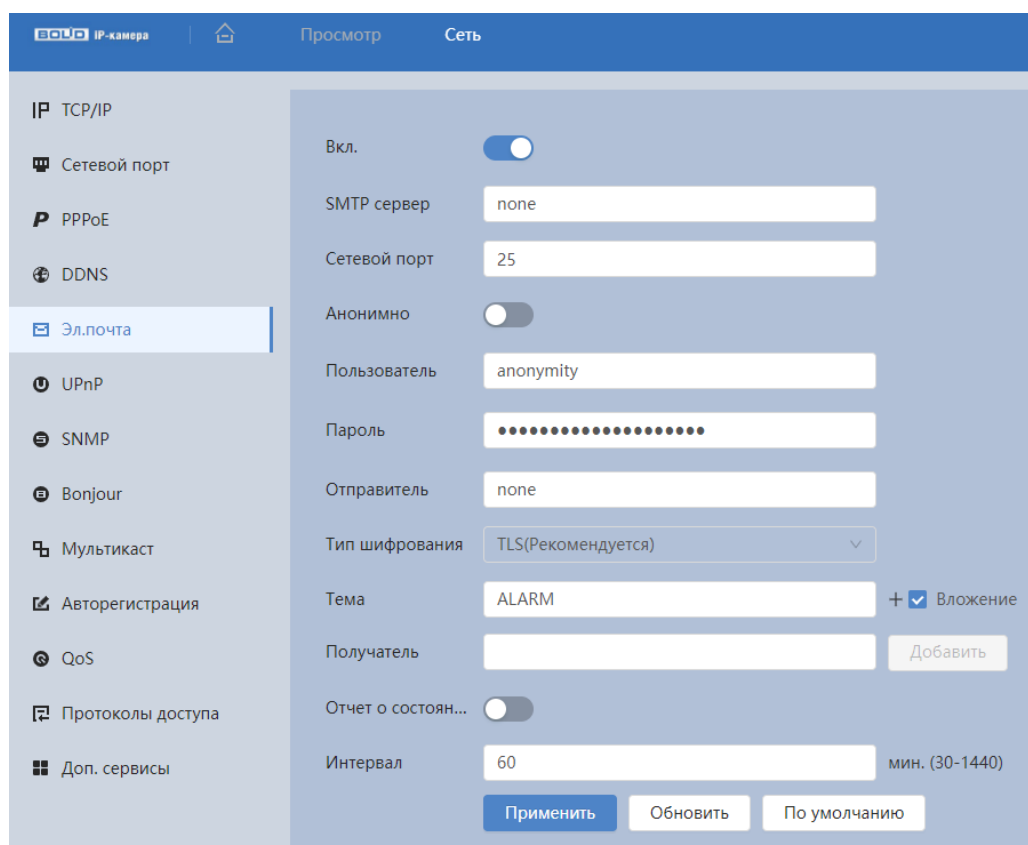 BOLID IP-камера Просмотр Сеть
TCP/IP
Сетевой порт
PPPoE
DDNS
Эл.почта
UPnP
SNMP
Bonjour
Мультикаст
Авторегистрация
QoS
Протоколы доступа
Доп. сервисы
Вкл.
SMTP сервер none
Сетевой порт 25
Анонимно
Пользователь anonymity
Пароль ••••••••••••••••••••
Отправитель none
Тип шифрования TLS(Рекомендуется)
Тема ALARM + Вложение
Получатель Добавить
Отчет о состоян...
Интервал 60 мин. (30-1440)
Применить Обновить По умолчанию